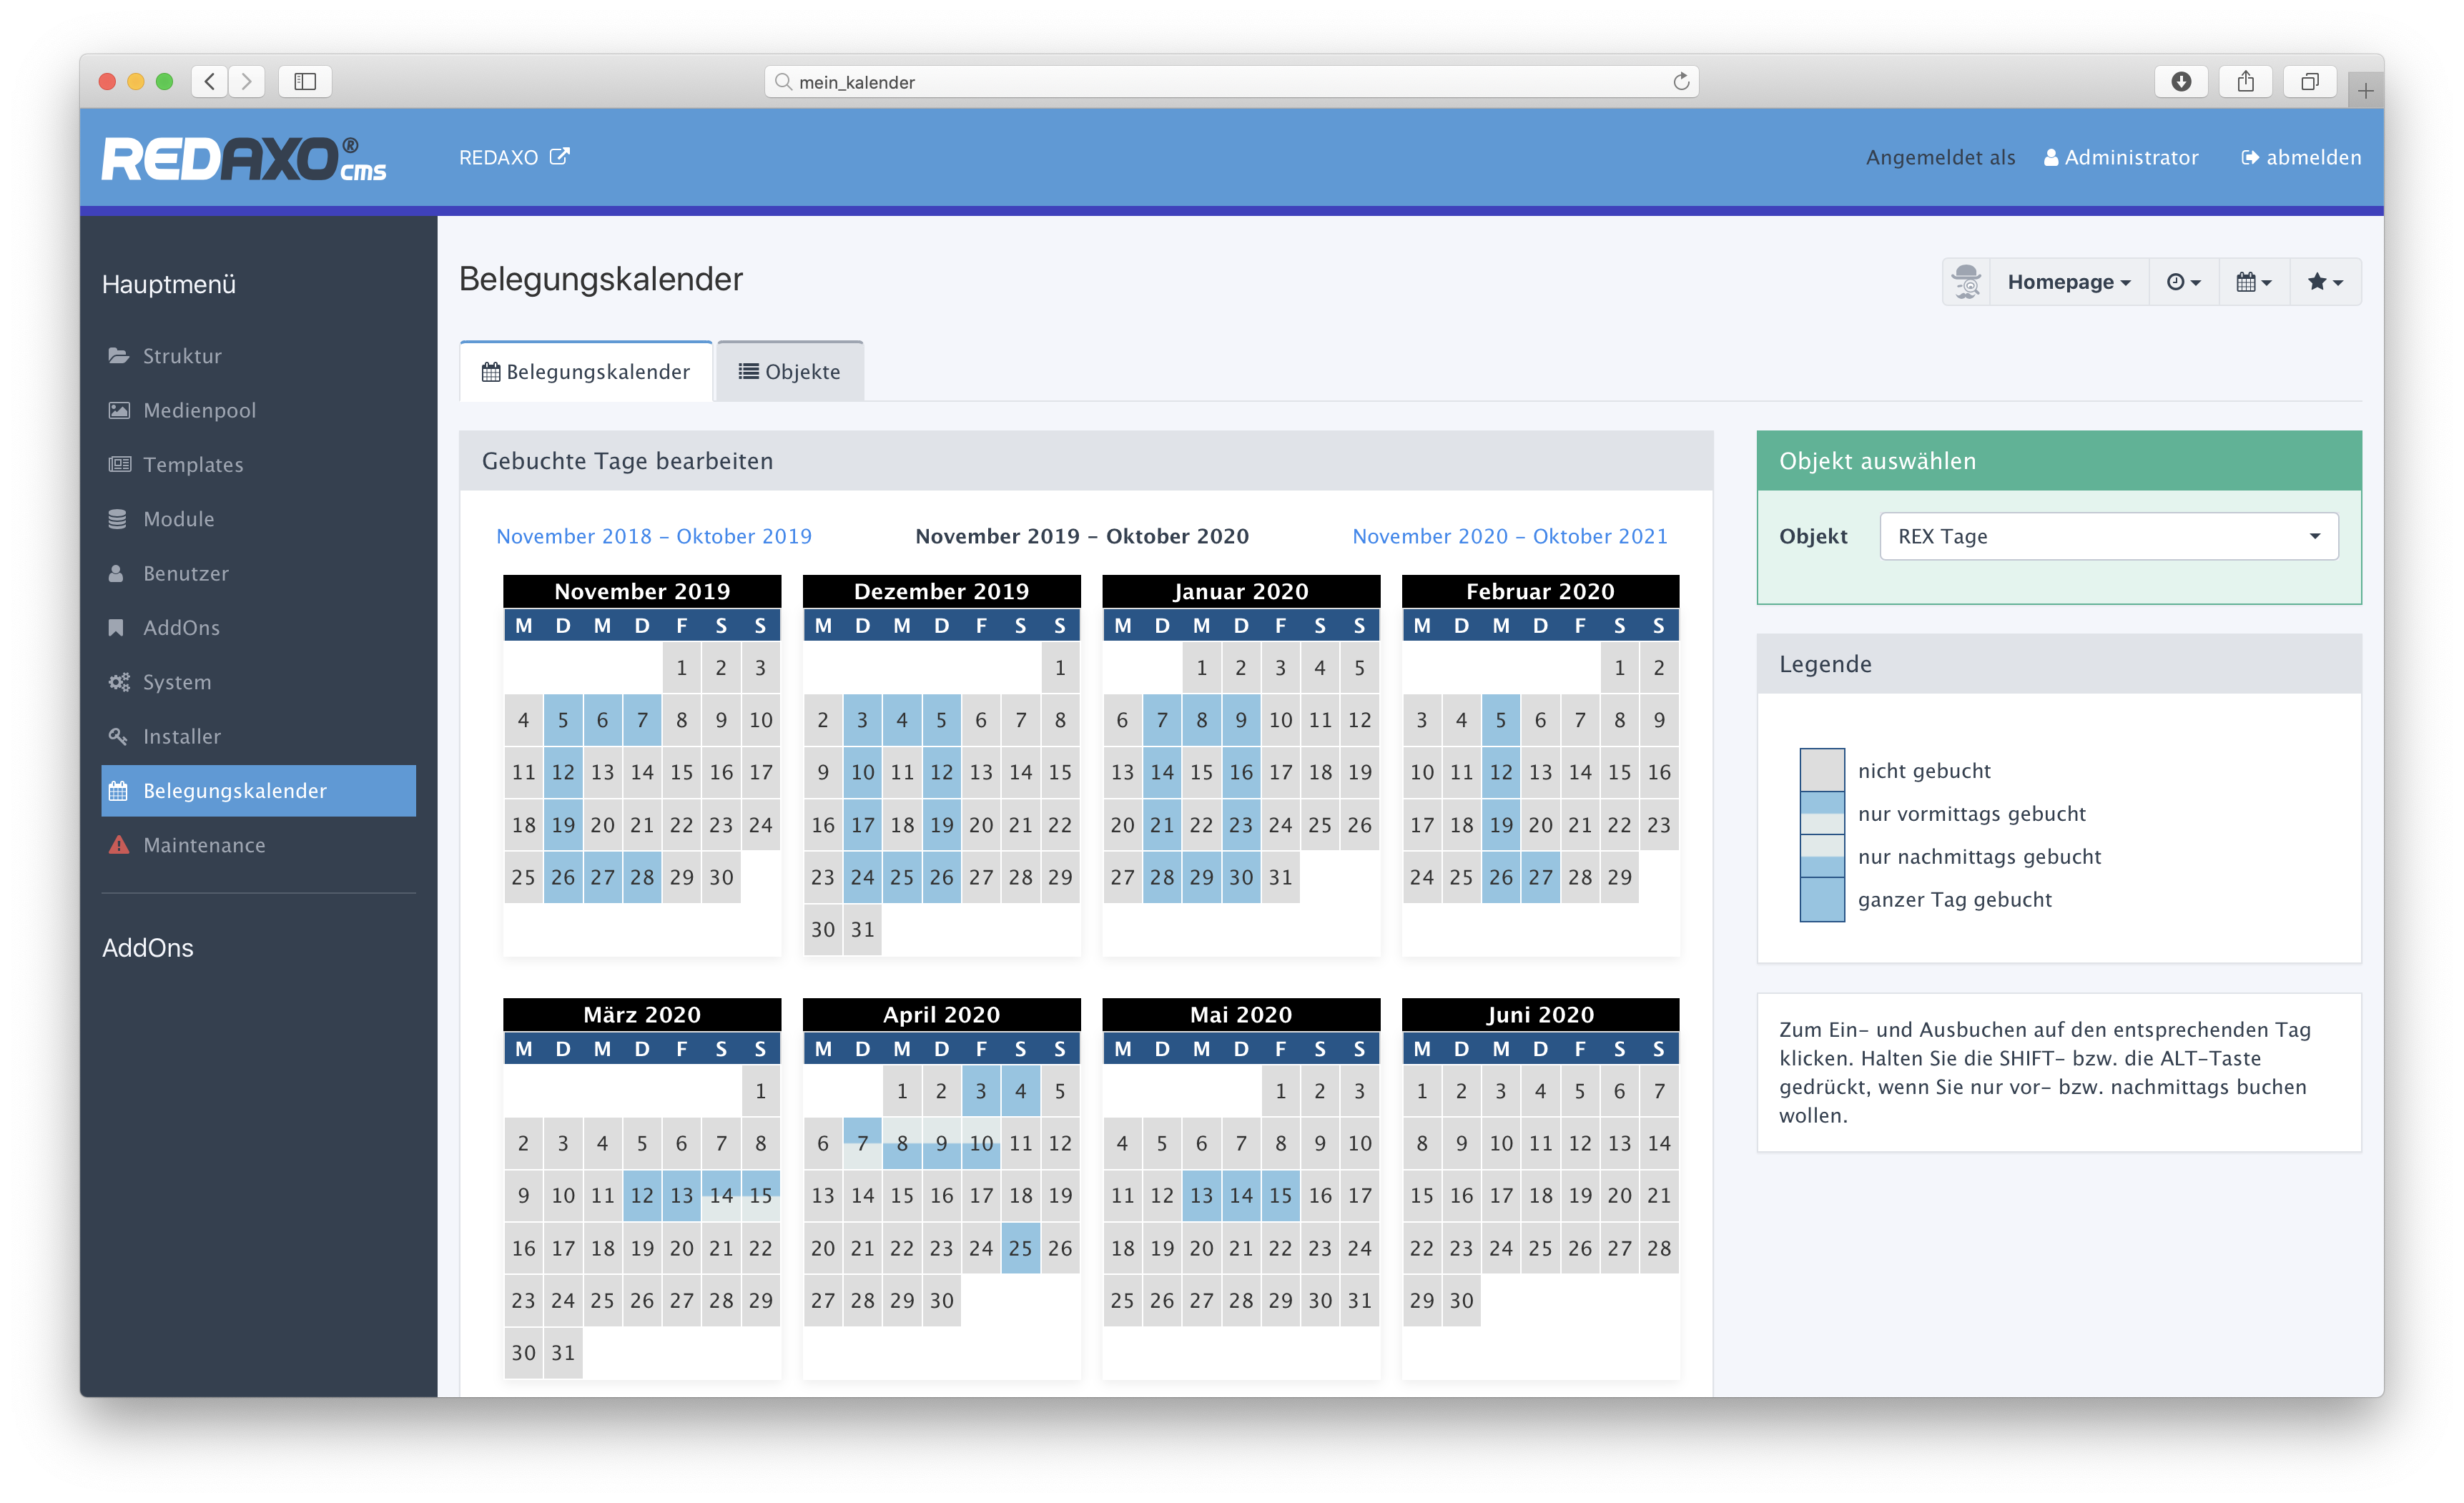 mein_kalender
REDAXO® cms
REDAXO
Angemeldet als Administrator abmelden
Hauptmenü
Struktur
Medienpool
Templates
Module
Benutzer
AddOns
System
Installer
Belegungskalender
Maintenance
AddOns
Belegungskalender
Homepage
Belegungskalender Objekte
Gebuchte Tage bearbeiten
November 2018 – Oktober 2019 November 2019 – Oktober 2020 November 2020 – Oktober 2021
November 2019
M D M D F S S
1 2 3
4 5 6 7 8 9 10
11 12 13 14 15 16 17
18 19 20 21 22 23 24
25 26 27 28 29 30
Dezember 2019
M D M D F S S
1
2 3 4 5 6 7 8
9 10 11 12 13 14 15
16 17 18 19 20 21 22
23 24 25 26 27 28 29
30 31
Januar 2020
M D M D F S S
1 2 3 4 5
6 7 8 9 10 11 12
13 14 15 16 17 18 19
20 21 22 23 24 25 26
27 28 29 30 31
Februar 2020
M D M D F S S
1 2
3 4 5 6 7 8 9
10 11 12 13 14 15 16
17 18 19 20 21 22 23
24 25 26 27 28 29
März 2020
M D M D F S S
1
2 3 4 5 6 7 8
9 10 11 12 13 14 15
16 17 18 19 20 21 22
23 24 25 26 27 28 29
30 31
April 2020
M D M D F S S
1 2 3 4 5
6 7 8 9 10 11 12
13 14 15 16 17 18 19
20 21 22 23 24 25 26
27 28 29 30
Mai 2020
M D M D F S S
1 2 3
4 5 6 7 8 9 10
11 12 13 14 15 16 17
18 19 20 21 22 23 24
25 26 27 28 29 30 31
Juni 2020
M D M D F S S
1 2 3 4 5 6 7
8 9 10 11 12 13 14
15 16 17 18 19 20 21
22 23 24 25 26 27 28
29 30
Objekt auswählen
Objekt REX Tage
Legende
nicht gebucht
nur vormittags gebucht
nur nachmittags gebucht
ganzer Tag gebucht
Zum Ein- und Ausbuchen auf den entsprechenden Tag
klicken. Halten Sie die SHIFT- bzw. die ALT-Taste
gedrückt, wenn Sie nur vor- bzw. nachmittags buchen
wollen.